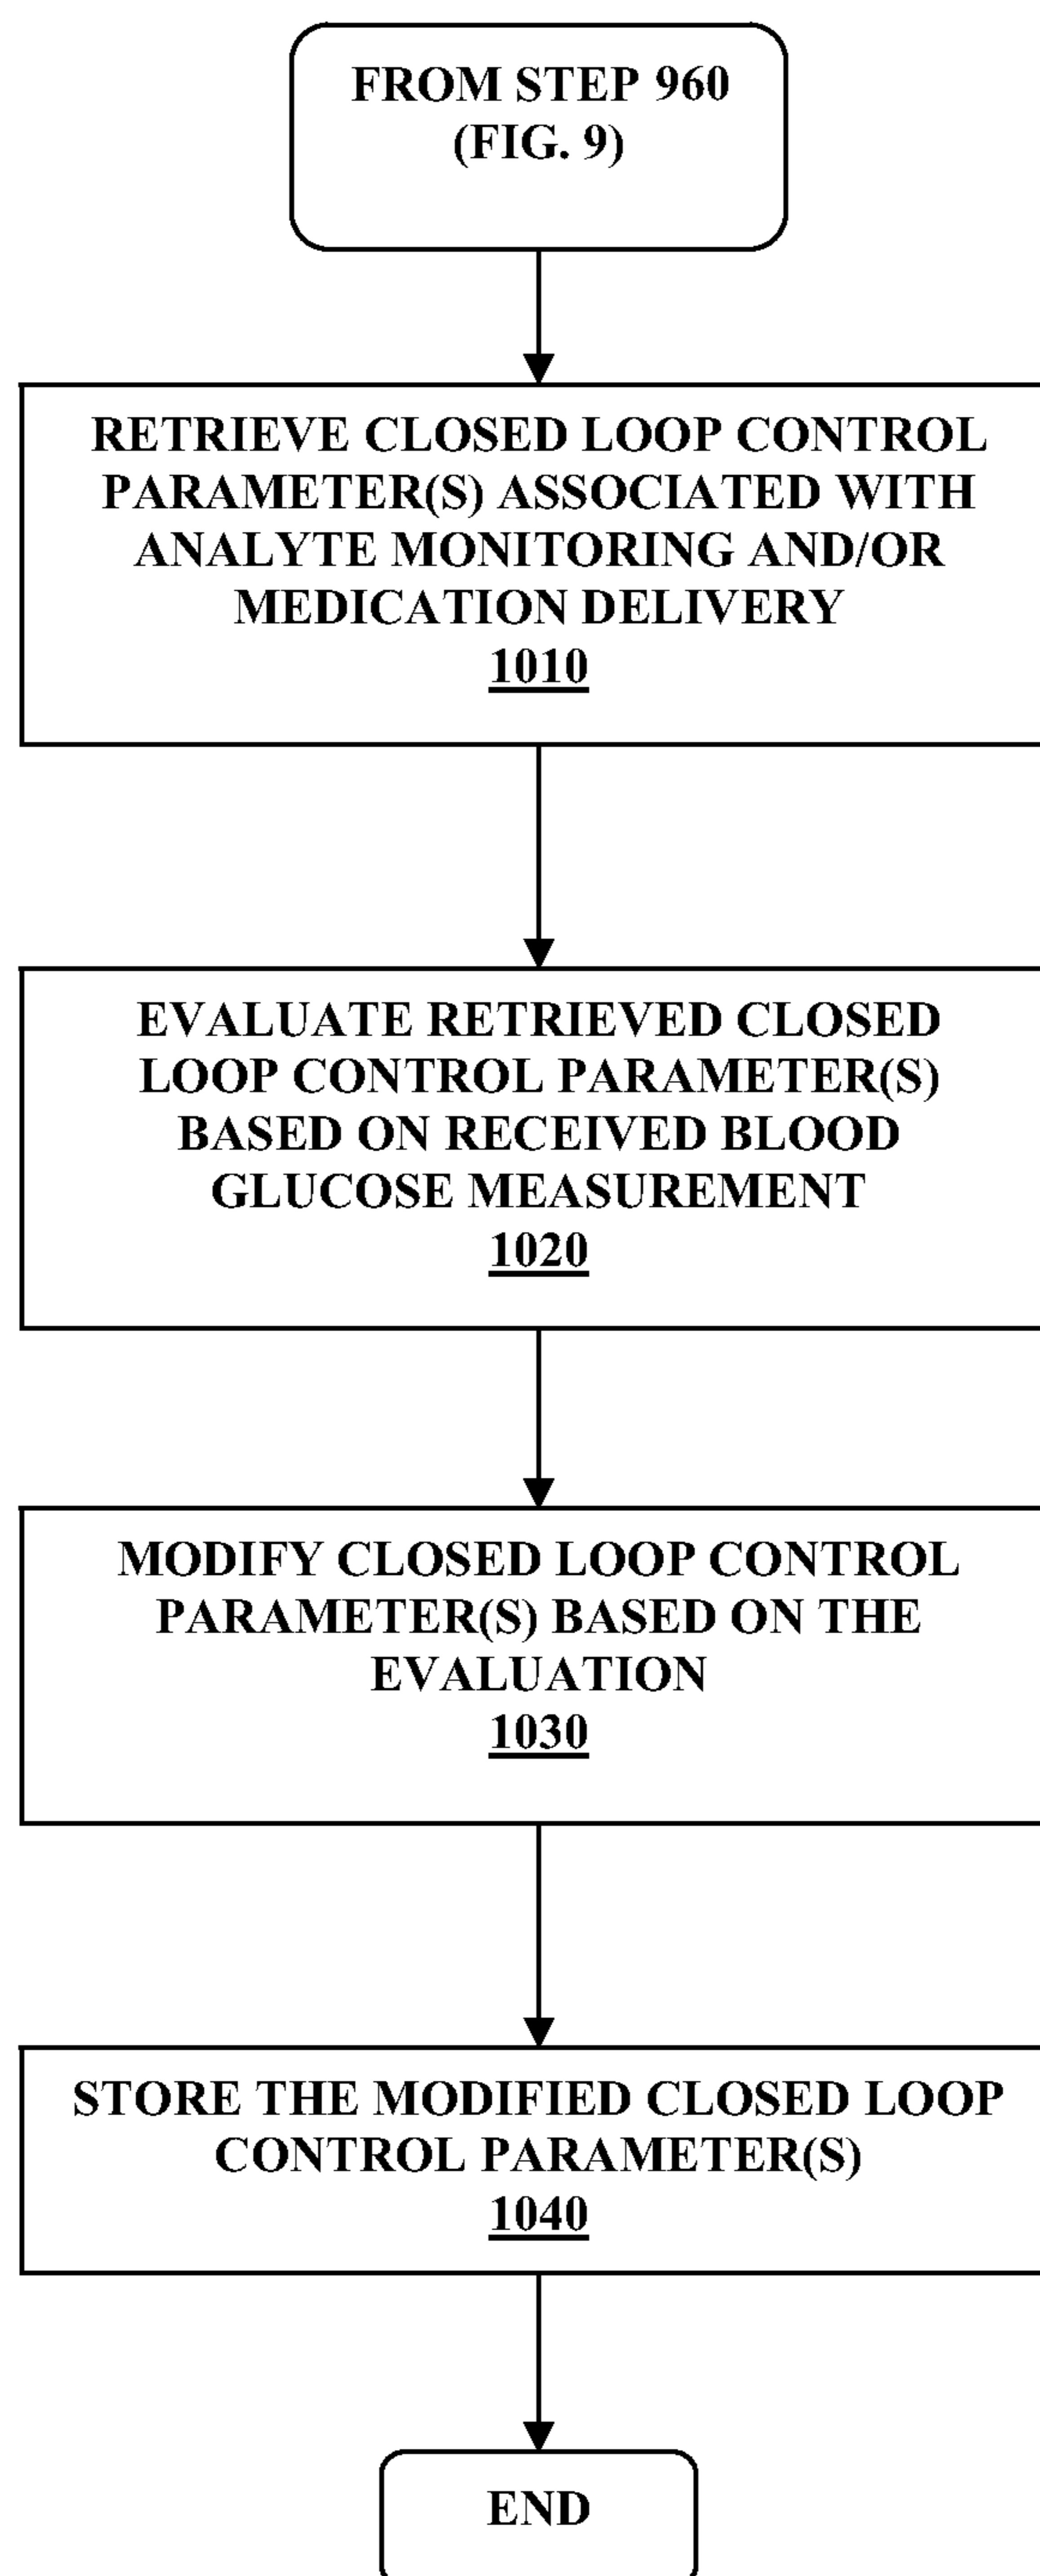 FROM STEP 960
(FIG. 9)
RETRIEVE CLOSED LOOP CONTROL
PARAMETER(S) ASSOCIATED WITH
ANALYTE MONITORING AND/OR
MEDICATION DELIVERY
1010
EVALUATE RETRIEVED CLOSED
LOOP CONTROL PARAMETER(S)
BASED ON RECEIVED BLOOD
GLUCOSE MEASUREMENT
1020
MODIFY CLOSED LOOP CONTROL
PARAMETER(S) BASED ON THE
EVALUATION
1030
STORE THE MODIFIED CLOSED LOOP
CONTROL PARAMETER(S)
1040
END